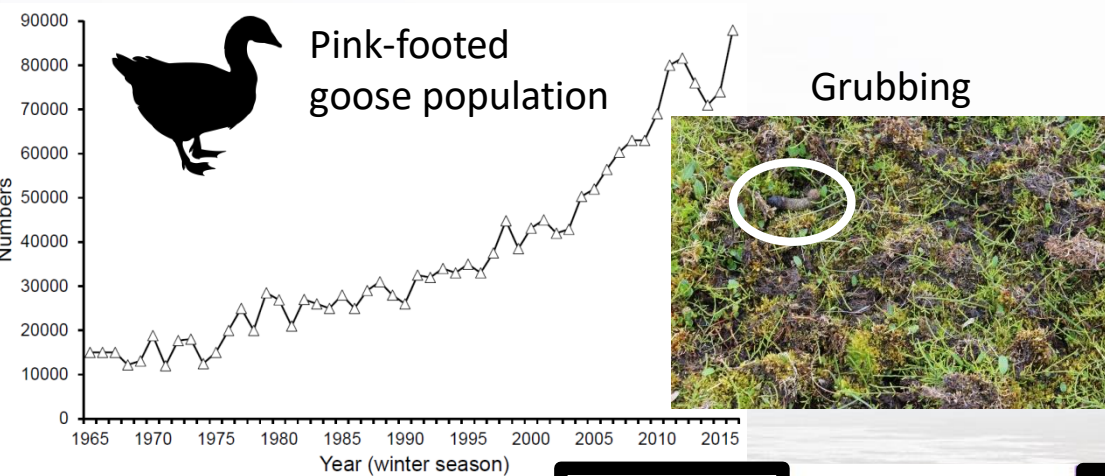 Pink-footed
goose population
Grubbing
90000
80000
70000
60000
50000
40000
30000
20000
10000
0
Numbers
1965 1970 1975 1980 1985 1990 1995 2000 2005 2010 2015
Year (winter season)